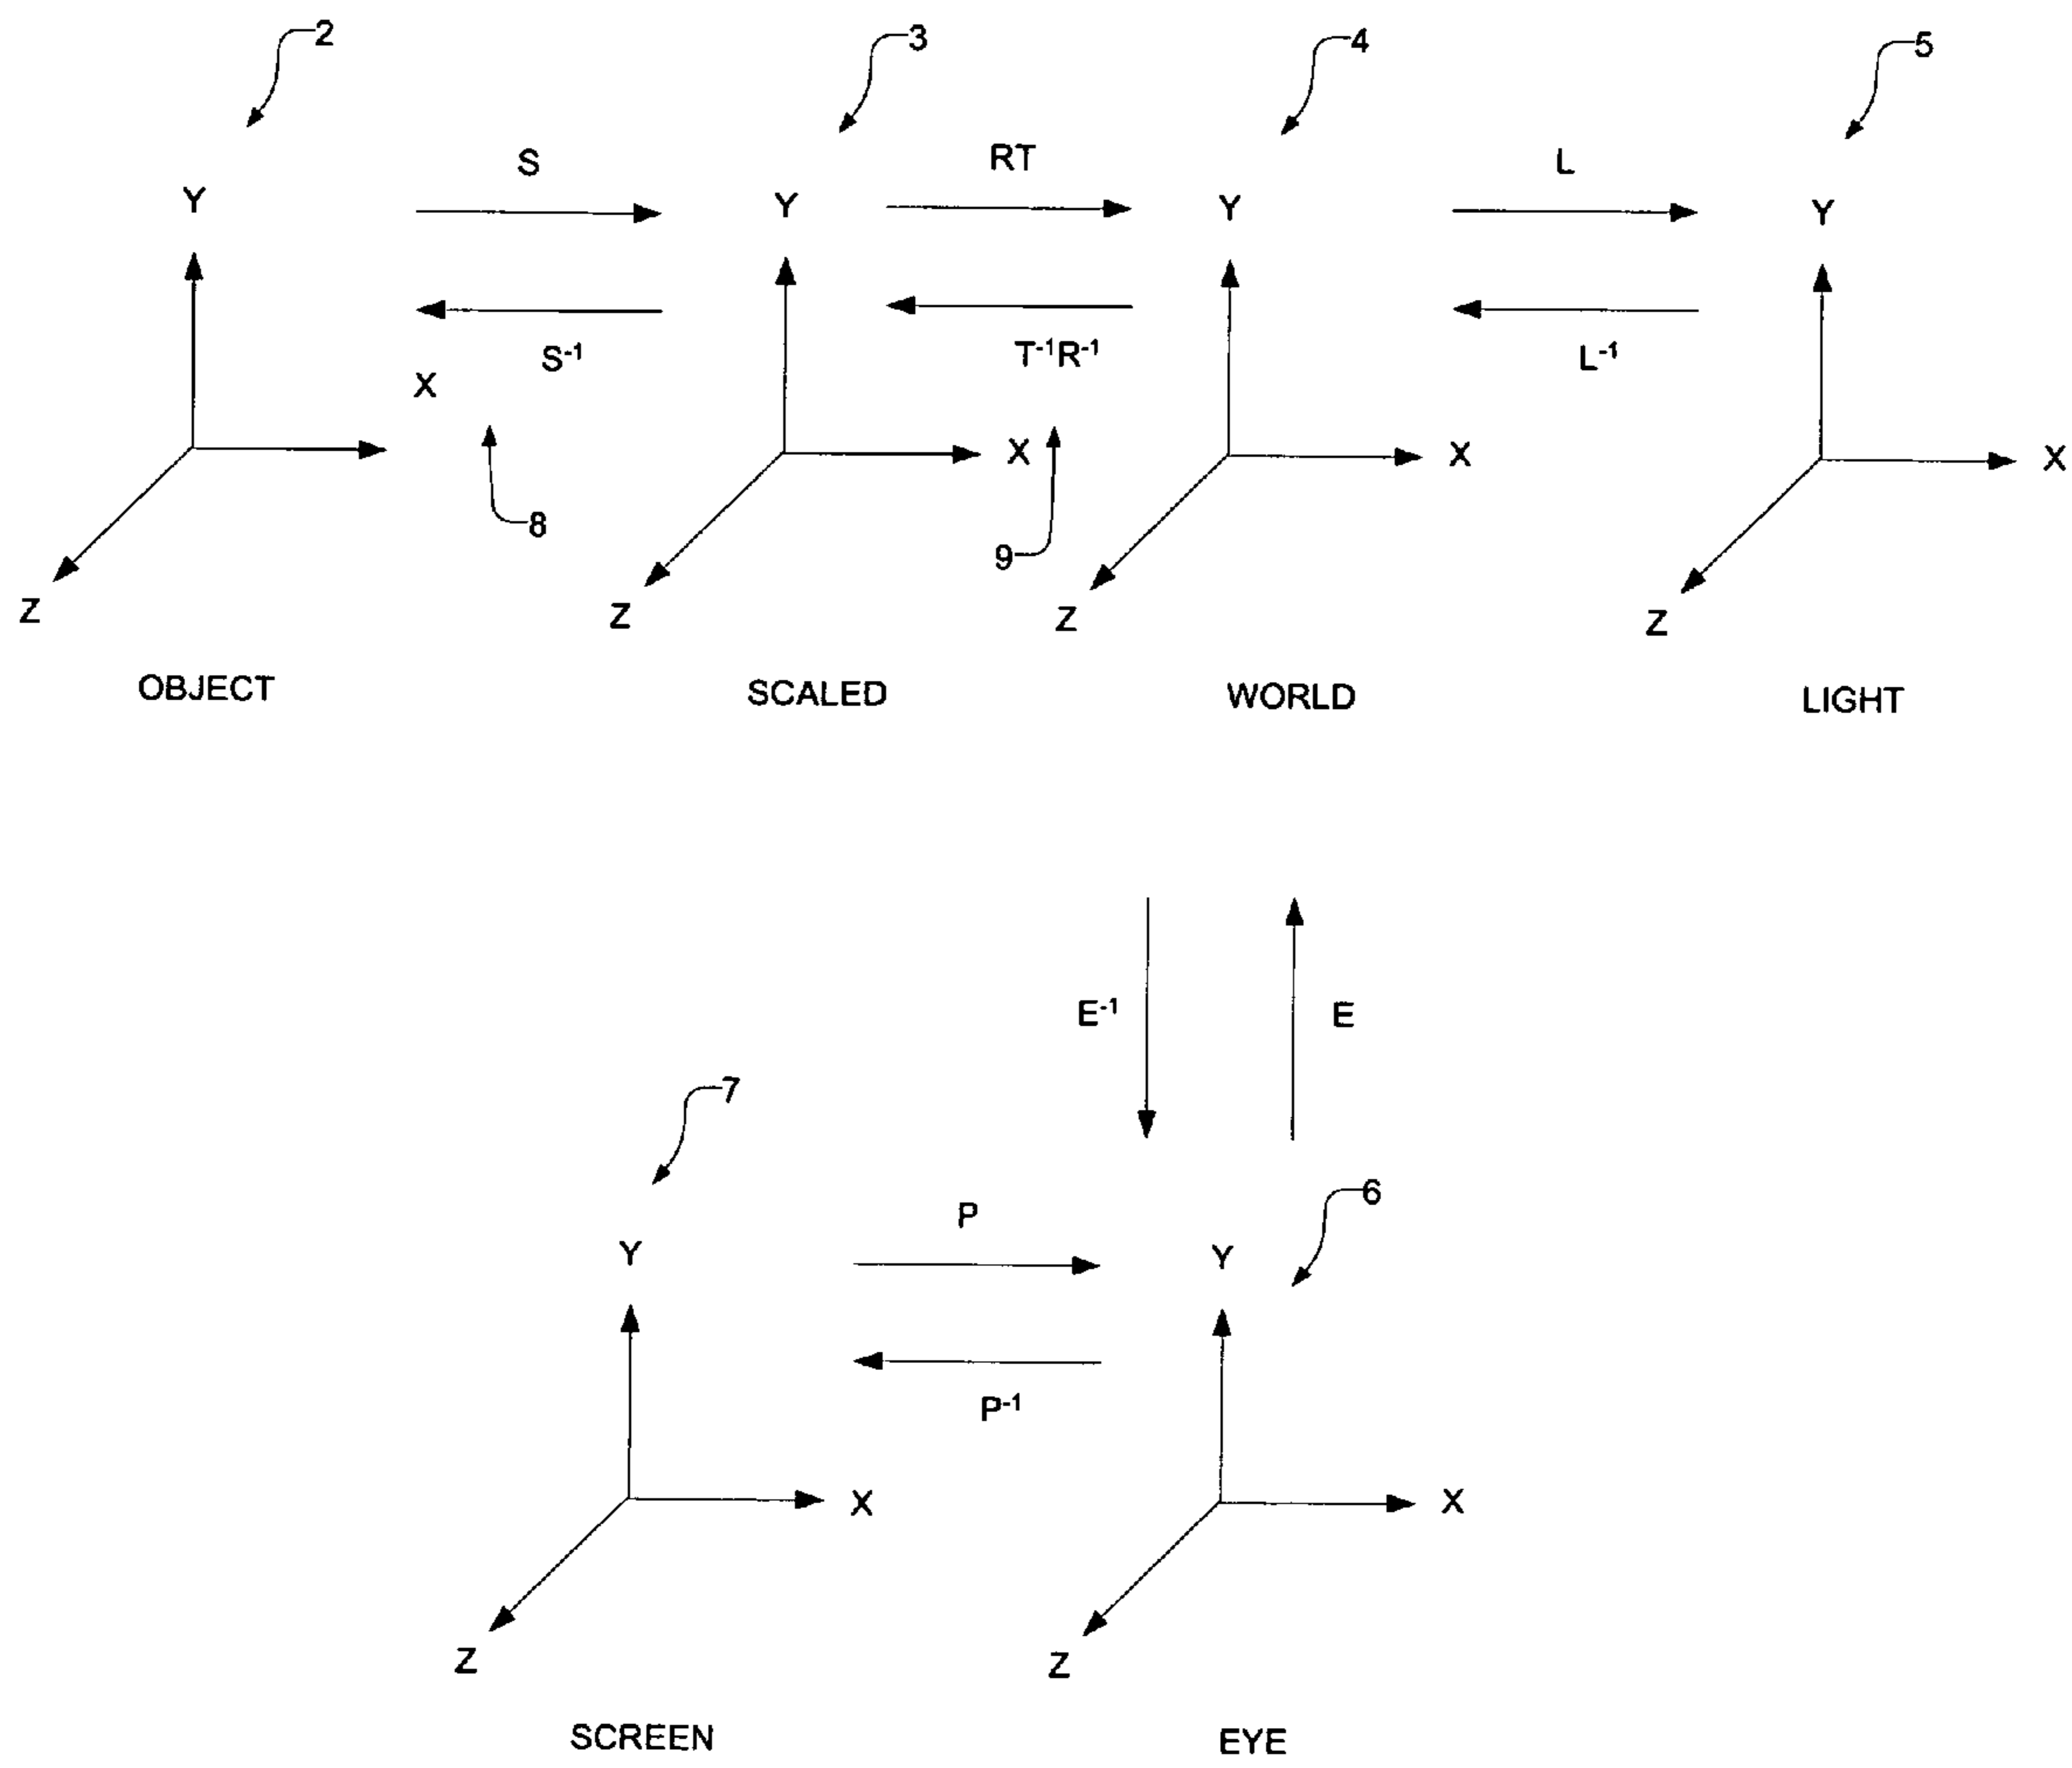 2
3
4
5
S
RT
L
Y
Y
Y
Y
S⁻¹
T⁻¹R⁻¹
L⁻¹
X
X
X
X
8
9
Z
Z
Z
Z
OBJECT
SCALED
WORLD
LIGHT
E⁻¹
E
7
6
P
Y
Y
P⁻¹
X
X
Z
Z
SCREEN
EYE